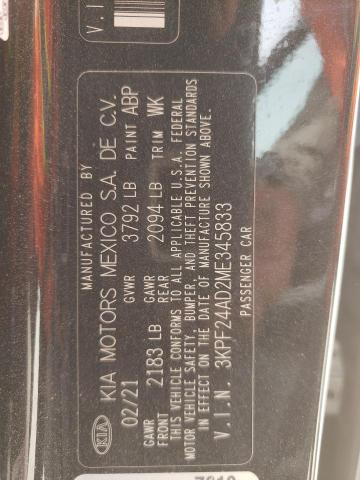 MANUFACTURED BY
KIA KIA MOTORS MEXICO S.A. DE C.V.
02/21 GVWR 3792 LB PAINT ABP
GAWR FRONT 2183 LB GAWR REAR 2094 LB TRIM WK
THIS VEHICLE CONFORMS TO ALL APPLICABLE U.S.A. FEDERAL
MOTOR VEHICLE SAFETY, BUMPER, AND THEFT PREVENTION STANDARDS
IN EFFECT ON THE DATE OF MANUFACTURE SHOWN ABOVE.
V.I.N. 3KPF24AD2ME345833
PASSENGER CAR
V.I